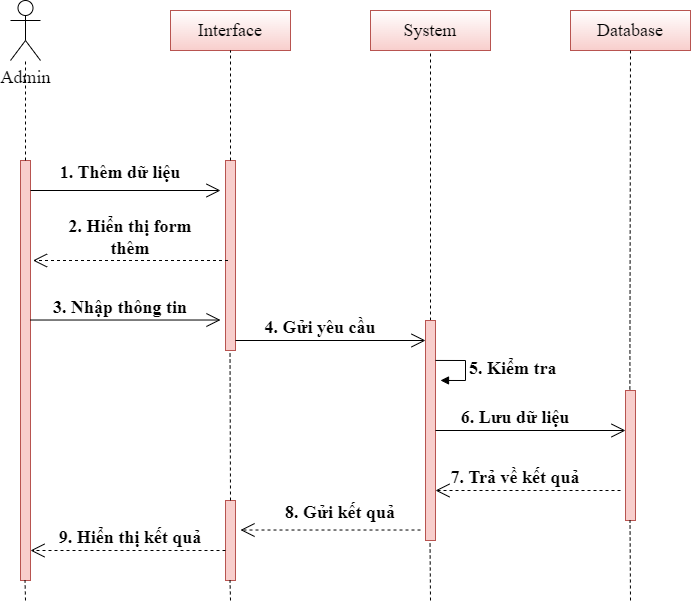 Interface
System
Database
Admin
1. Thêm dữ liệu
2. Hiển thị form
thêm
3. Nhập thông tin
4. Gửi yêu cầu
5. Kiểm tra
6. Lưu dữ liệu
7. Trả về kết quả
8. Gửi kết quả
9. Hiển thị kết quả